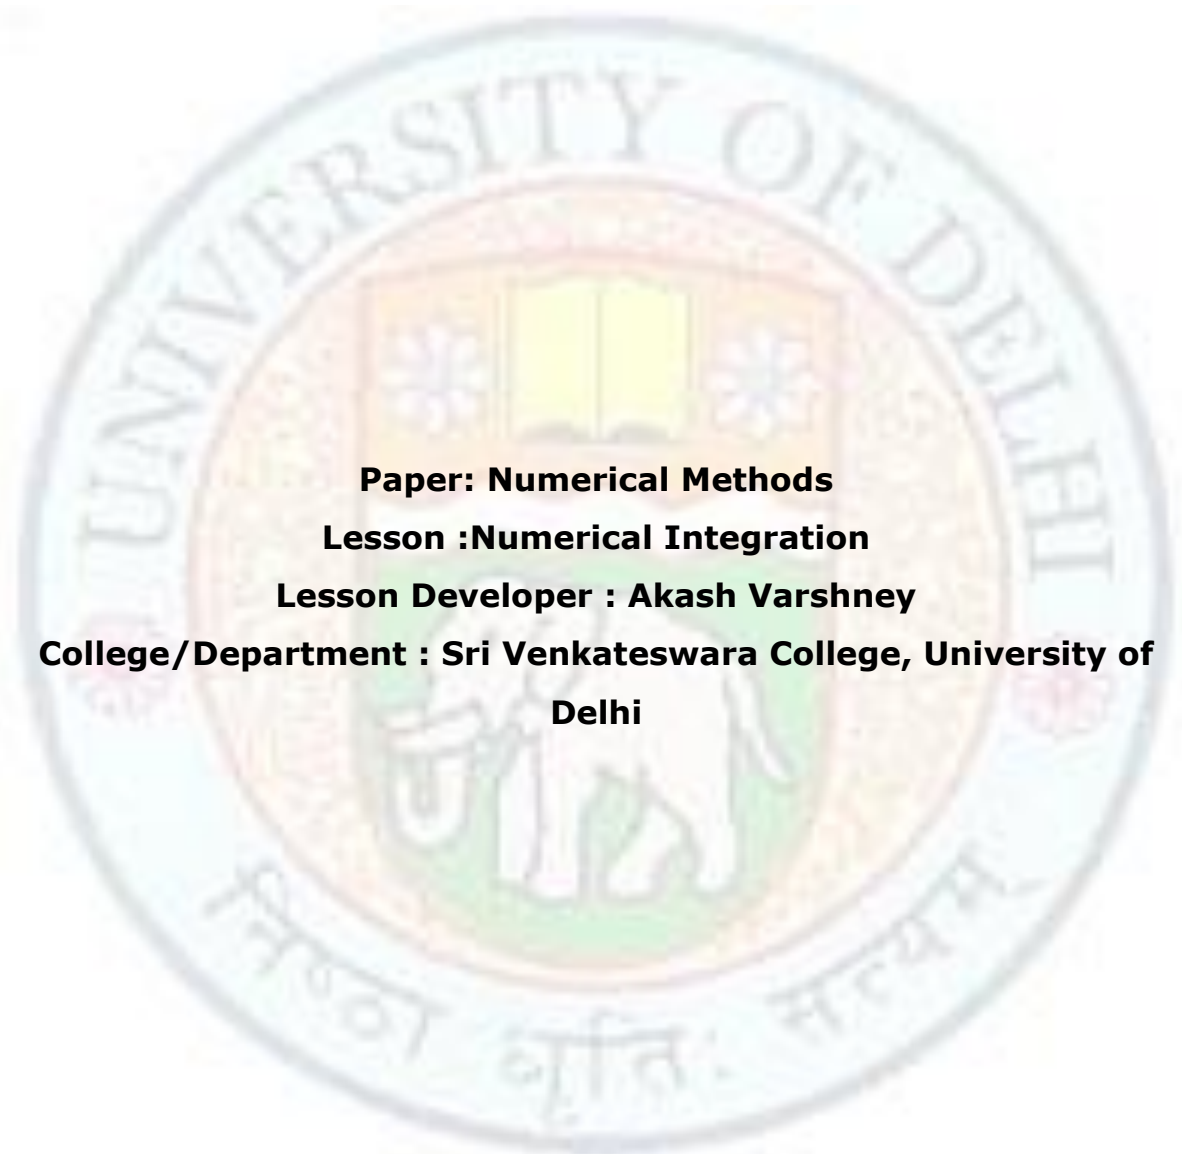 UNIVERSITY OF DELHI
Paper: Numerical Methods
Lesson :Numerical Integration
Lesson Developer : Akash Varshney
College/Department : Sri Venkateswara College, University of
Delhi